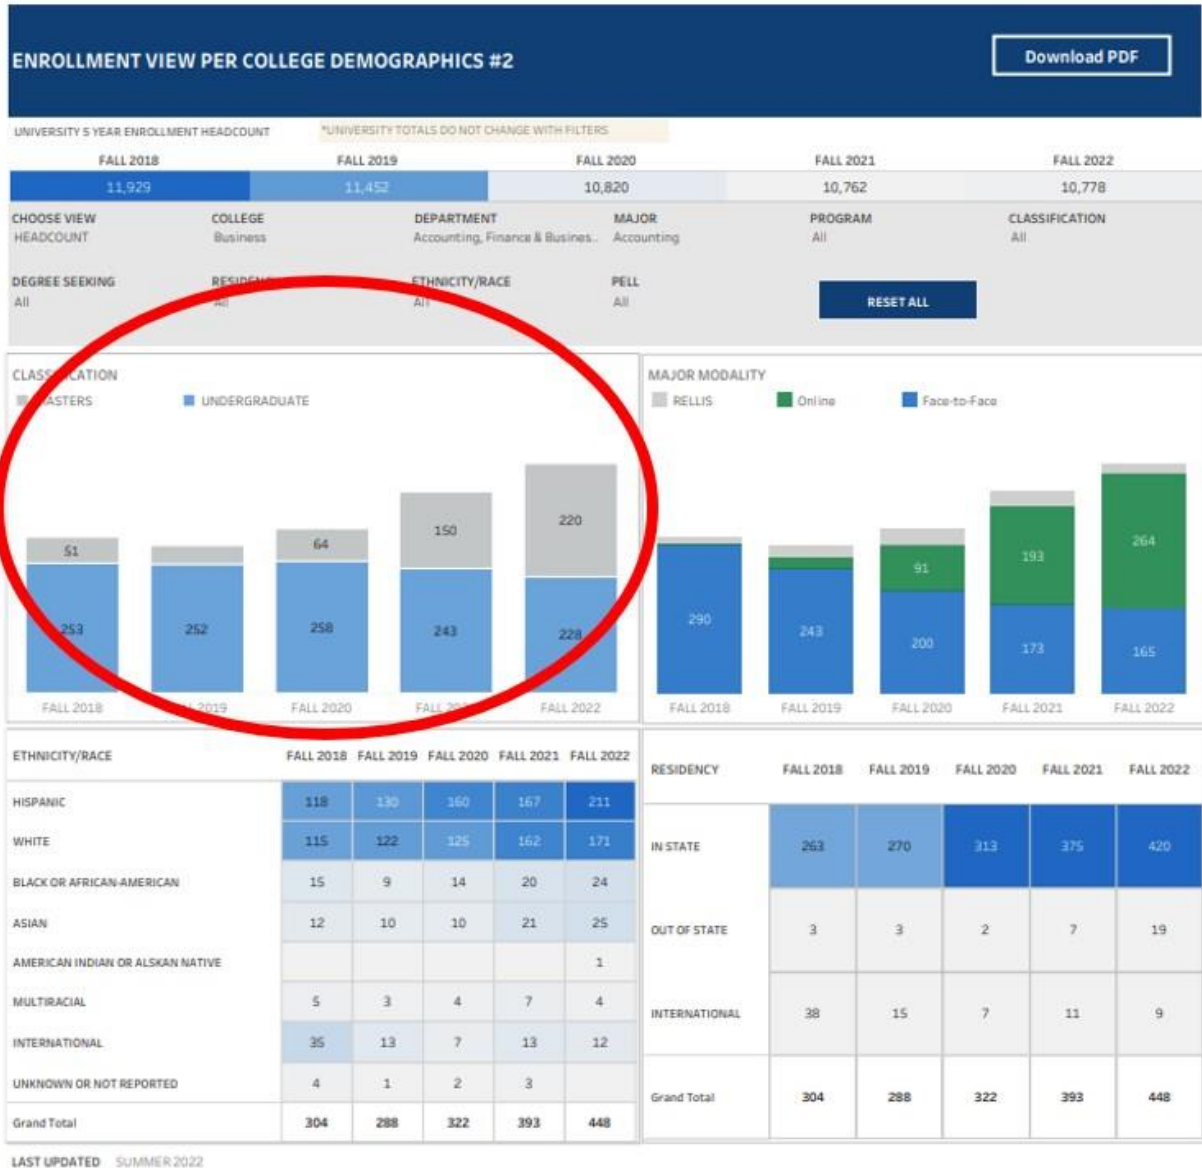 ENROLLMENT VIEW PER COLLEGE DEMOGRAPHICS #2
Download PDF
UNIVERSITY 5 YEAR ENROLLMENT HEADCOUNT *UNIVERSITY TOTALS DO NOT CHANGE WITH FILTERS
FALL 2018 FALL 2019 FALL 2020 FALL 2021 FALL 2022
11,929 11,452 10,820 10,762 10,778
CHOOSE VIEW COLLEGE DEPARTMENT MAJOR PROGRAM CLASSIFICATION
HEADCOUNT Business Accounting, Finance & Busines.. Accounting All All
DEGREE SEEKING RESIDENCY ETHNICITY/RACE PELL
All All All All
RESET ALL
CLASSIFICATION
MASTERS UNDERGRADUATE
51 64 150 220
253 252 258 243 228
FALL 2018 FALL 2019 FALL 2020 FALL 2021 FALL 2022
MAJOR MODALITY
RELLIS Online Face-to-Face
91 193 264
290 243 200 173 165
FALL 2018 FALL 2019 FALL 2020 FALL 2021 FALL 2022
ETHNICITY/RACE FALL 2018 FALL 2019 FALL 2020 FALL 2021 FALL 2022
HISPANIC 118 130 160 167 211
WHITE 115 122 125 162 171
BLACK OR AFRICAN-AMERICAN 15 9 14 20 24
ASIAN 12 10 10 21 25
AMERICAN INDIAN OR ALSKAN NATIVE 1
MULTIRACIAL 5 3 4 7 4
INTERNATIONAL 35 13 7 13 12
UNKNOWN OR NOT REPORTED 4 1 2 3
Grand Total 304 288 322 393 448
RESIDENCY FALL 2018 FALL 2019 FALL 2020 FALL 2021 FALL 2022
IN STATE 263 270 313 375 420
OUT OF STATE 3 3 2 7 19
INTERNATIONAL 38 15 7 11 9
Grand Total 304 288 322 393 448
LAST UPDATED SUMMER 2022